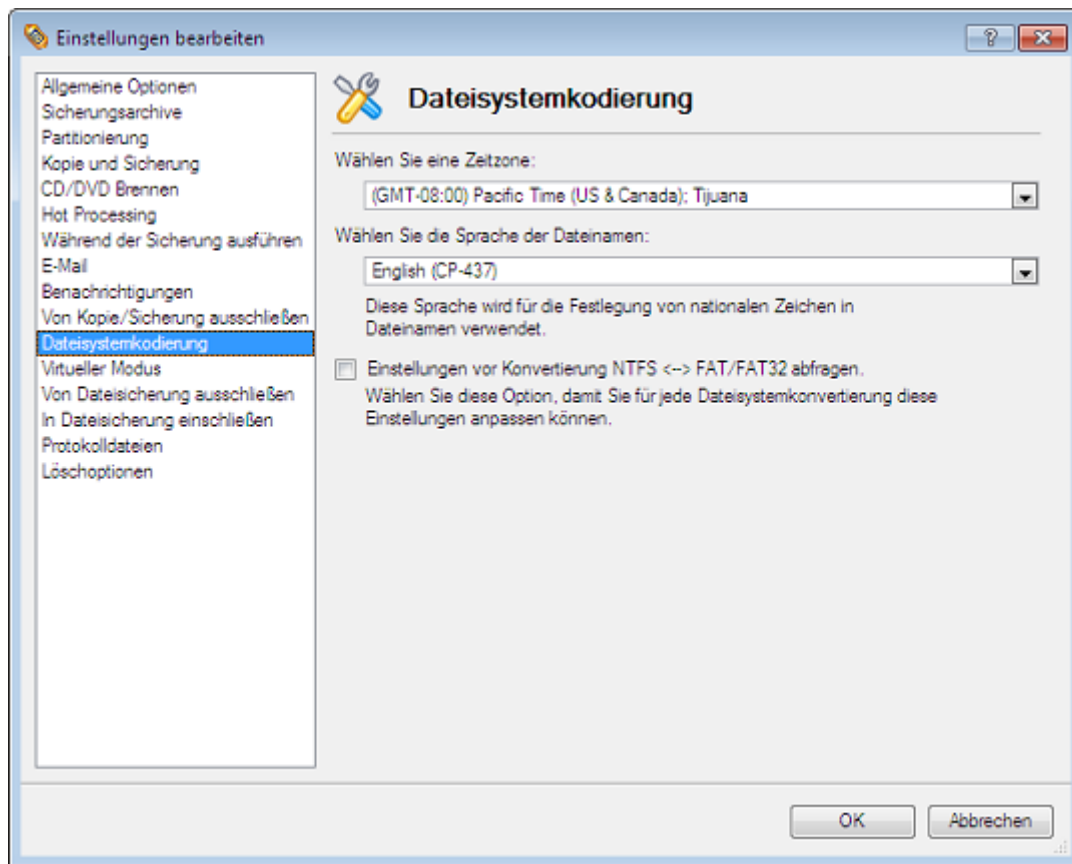 Einstellungen bearbeiten
?
Allgemeine Optionen
Sicherungsarchive
Partitionierung
Kopie und Sicherung
CD/DVD Brennen
Hot Processing
Während der Sicherung ausführen
E-Mail
Benachrichtigungen
Von Kopie/Sicherung ausschließen
Dateisystemkodierung
Virtueller Modus
Von Dateisicherung ausschließen
In Dateisicherung einschließen
Protokolldateien
Löschoptionen
Dateisystemkodierung
Wählen Sie eine Zeitzone:
(GMT-08:00) Pacific Time (US & Canada); Tijuana
Wählen Sie die Sprache der Dateinamen:
English (CP-437)
Diese Sprache wird für die Festlegung von nationalen Zeichen in
Dateinamen verwendet.
Einstellungen vor Konvertierung NTFS <--> FAT/FAT32 abfragen.
Wählen Sie diese Option, damit Sie für jede Dateisystemkonvertierung diese
Einstellungen anpassen können.
OK
Abbrechen